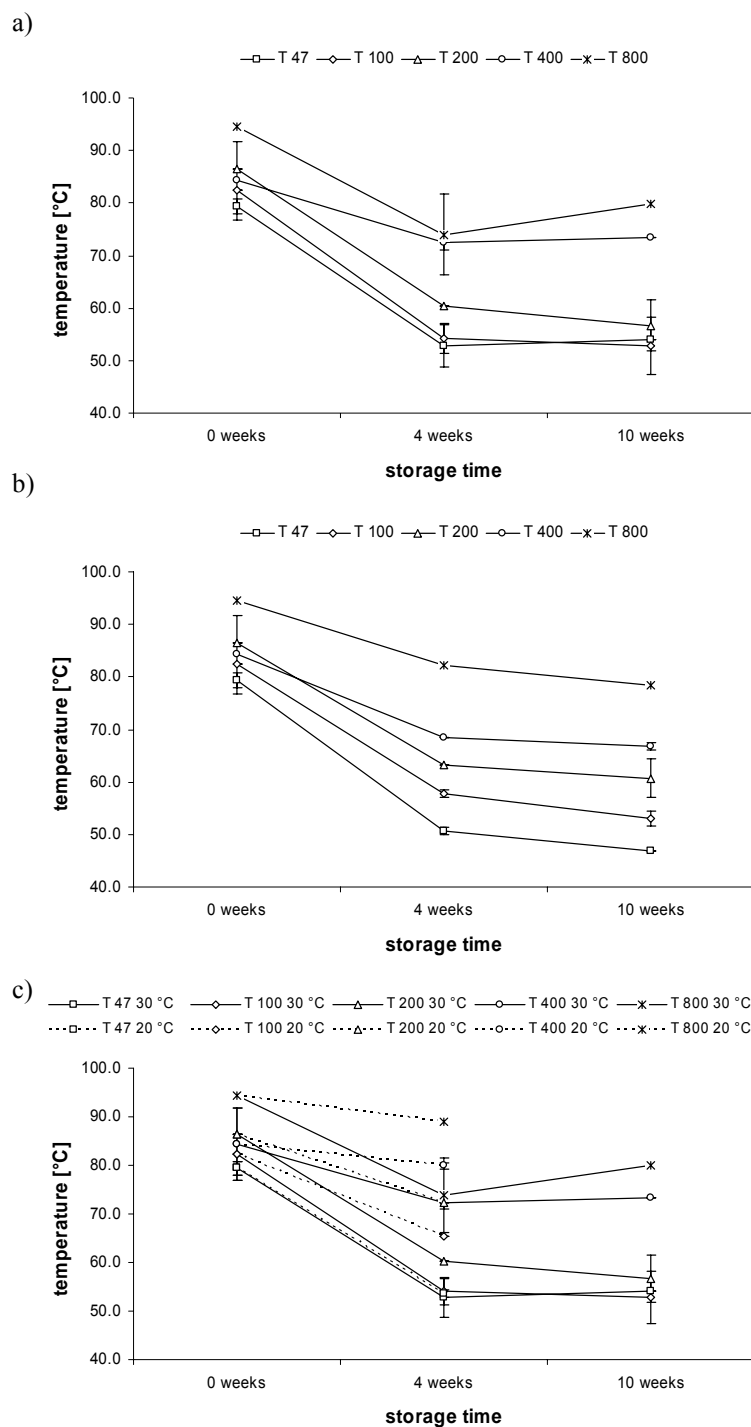 a)
T 47 T 100 T 200 T 400 T 800
100.0
90.0
80.0
70.0
60.0
50.0
40.0
temperature [°C]
0 weeks 4 weeks 10 weeks
storage time
b)
T 47 T 100 T 200 T 400 T 800
100.0
90.0
80.0
70.0
60.0
50.0
40.0
temperature [°C]
0 weeks 4 weeks 10 weeks
storage time
c)
T 47 30 °C T 100 30 °C T 200 30 °C T 400 30 °C T 800 30 °C
T 47 20 °C T 100 20 °C T 200 20 °C T 400 20 °C T 800 20 °C
100.0
90.0
80.0
70.0
60.0
50.0
40.0
temperature [°C]
0 weeks 4 weeks 10 weeks
storage time